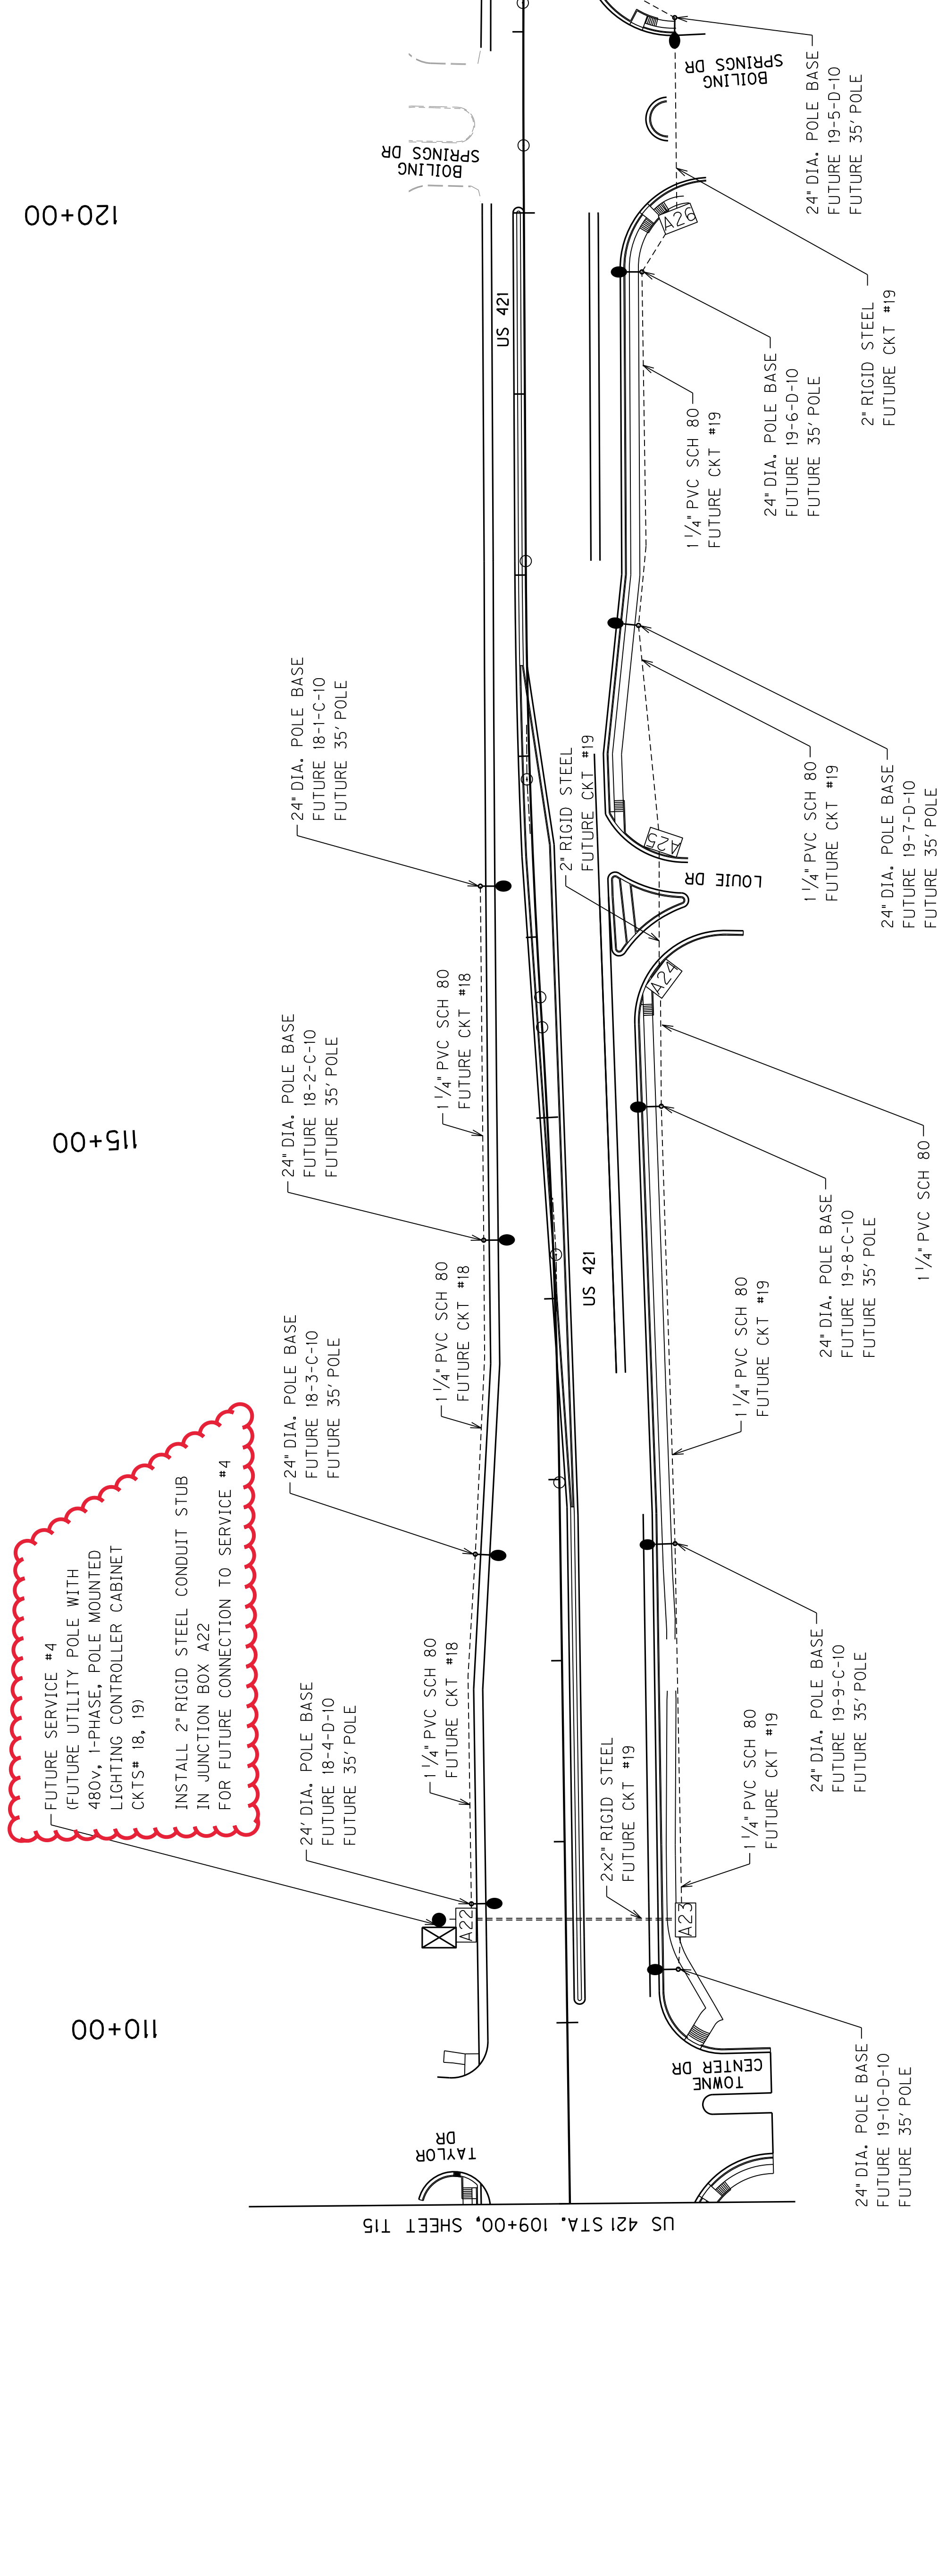 FUTURE SERVICE #4
(FUTURE UTILITY POLE WITH
480v, 1-PHASE, POLE MOUNTED
LIGHTING CONTROLLER CABINET
CKTS# 18, 19)
INSTALL 2" RIGID STEEL CONDUIT STUB
IN JUNCTION BOX A22
FOR FUTURE CONNECTION TO SERVICE #4
110+00
115+00
120+00
24' DIA. POLE BASE
FUTURE 18-4-D-10
FUTURE 35' POLE
24" DIA. POLE BASE
FUTURE 18-3-C-10
FUTURE 35' POLE
24" DIA. POLE BASE
FUTURE 18-2-C-10
FUTURE 35' POLE
24" DIA. POLE BASE
FUTURE 18-1-C-10
FUTURE 35' POLE
1 1/4" PVC SCH 80
FUTURE CKT #18
1 1/4" PVC SCH 80
FUTURE CKT #18
1 1/4" PVC SCH 80
FUTURE CKT #18
BOILING
SPRINGS DR
TAYLOR
DR
A22
US 421
US 421
2x2" RIGID STEEL
FUTURE CKT #19
2" RIGID STEEL
FUTURE CKT #19
A23
A24
A25
A26
TOWNE
CENTER DR
LOUIE DR
BOILING
SPRINGS DR
1 1/4" PVC SCH 80
FUTURE CKT #19
1 1/4" PVC SCH 80
FUTURE CKT #19
1 1/4" PVC SCH 80
FUTURE CKT #19
1 1/4" PVC SCH 80
FUTURE CKT #19
1 1/4" PVC SCH 80
24" DIA. POLE BASE
FUTURE 19-10-D-10
FUTURE 35' POLE
24" DIA. POLE BASE
FUTURE 19-9-C-10
FUTURE 35' POLE
24" DIA. POLE BASE
FUTURE 19-8-C-10
FUTURE 35' POLE
24" DIA. POLE BASE
FUTURE 19-7-D-10
FUTURE 35' POLE
24" DIA. POLE BASE
FUTURE 19-6-D-10
FUTURE 35' POLE
24" DIA. POLE BASE
FUTURE 19-5-D-10
FUTURE 35' POLE
2" RIGID STEEL
FUTURE CKT #19
US 421 STA. 109+00, SHEET T15